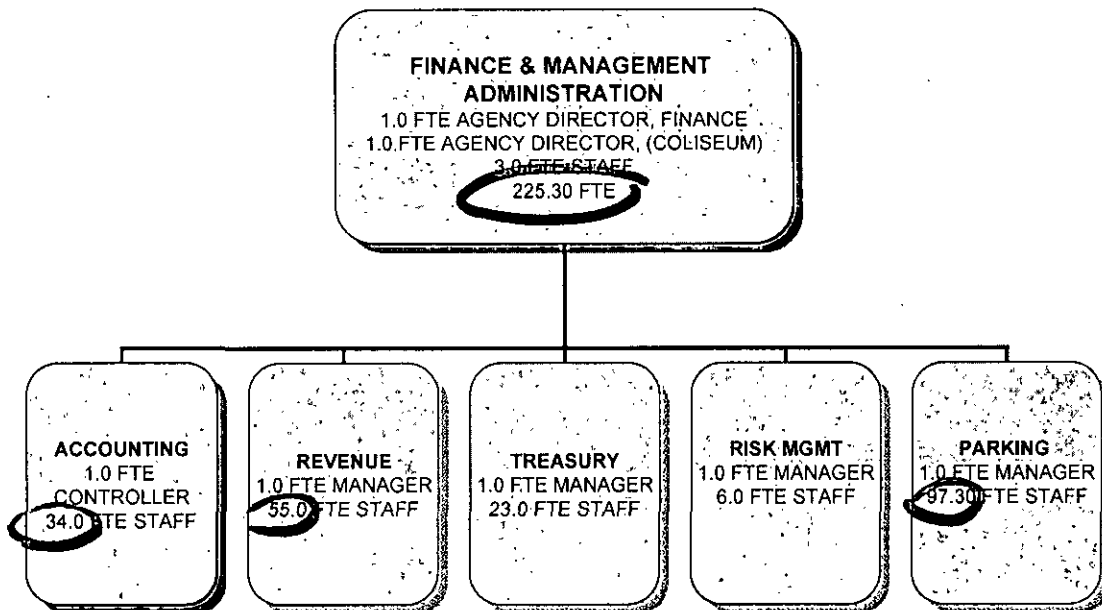 FINANCE & MANAGEMENT
ADMINISTRATION
1.0 FTE AGENCY DIRECTOR, FINANCE
1.0 FTE AGENCY DIRECTOR, (COLISEUM)
3.0 FTE STAFF
225.30 FTE
ACCOUNTING
1.0 FTE
CONTROLLER
34.0 FTE STAFF
REVENUE
1.0 FTE MANAGER
55.0 FTE STAFF
TREASURY
1.0 FTE MANAGER
23.0 FTE STAFF
RISK MGMT
1.0 FTE MANAGER
6.0 FTE STAFF
PARKING
1.0 FTE MANAGER
97.30 FTE STAFF